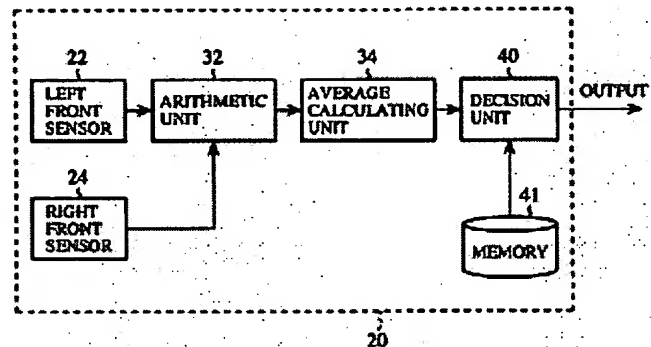 22
32
34
40
LEFT
FRONT
SENSOR
ARITHMETIC
UNIT
AVERAGE
CALCULATING
UNIT
DECISION
UNIT
OUTPUT
24
RIGHT
FRONT
SENSOR
41
MEMORY
20